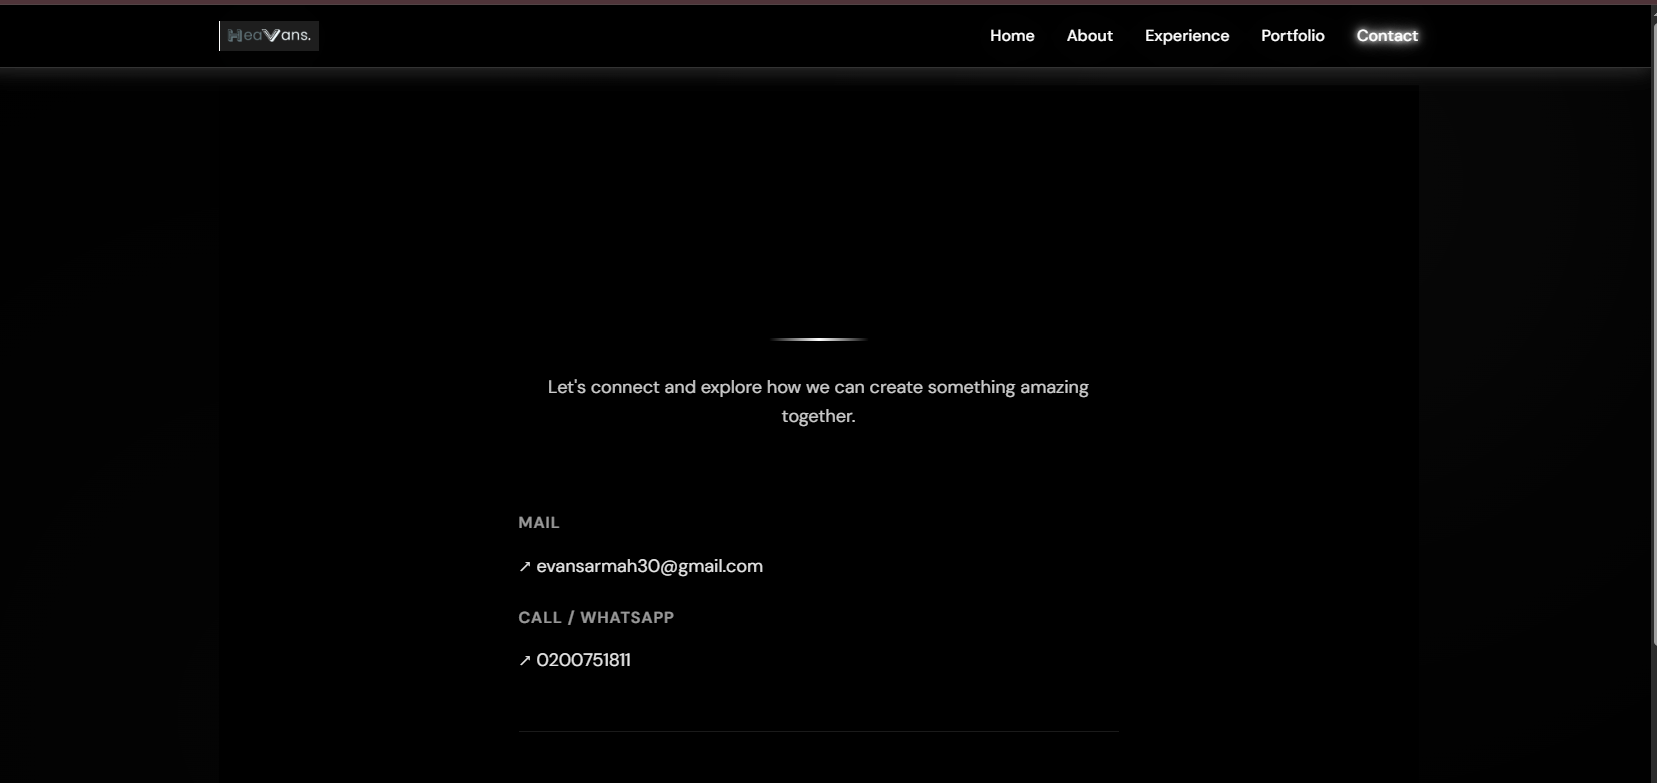 HeaVans.
Home About Experience Portfolio Contact
Let's connect and explore how we can create something amazing
together.
MAIL
↗ evansarmah30@gmail.com
CALL / WHATSAPP
↗ 0200751811